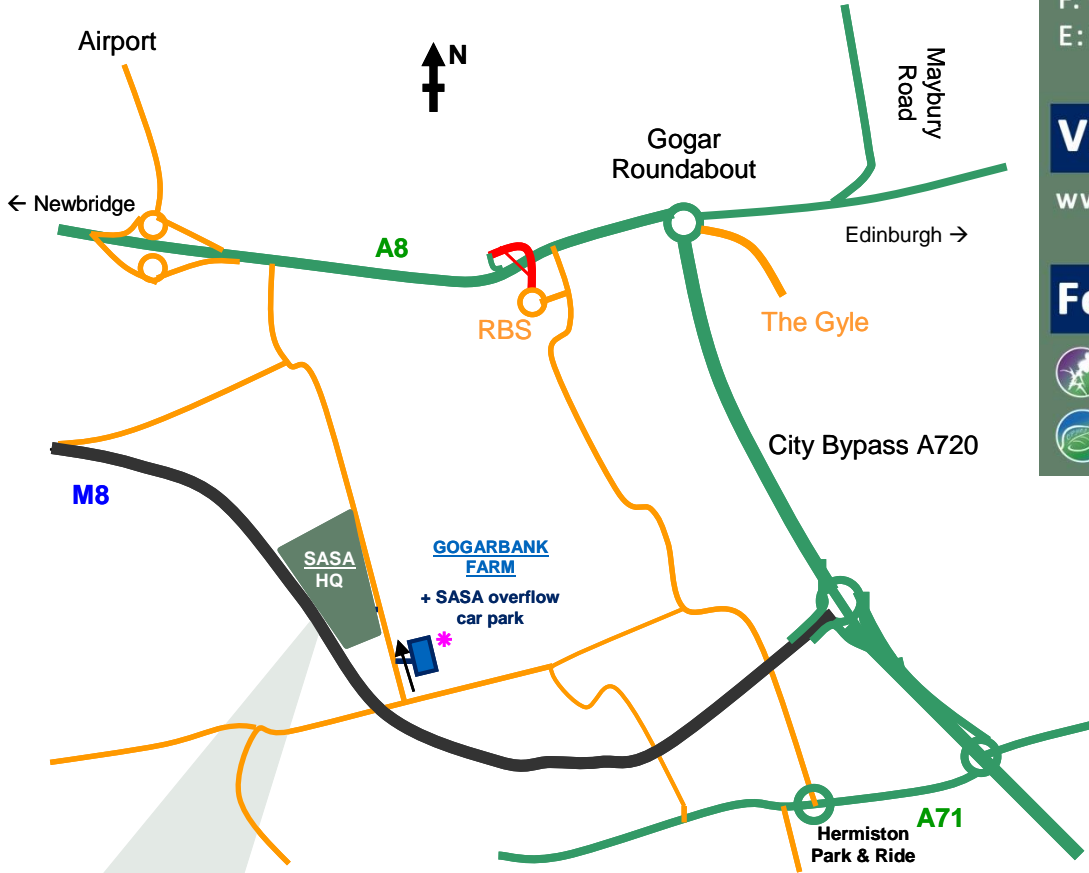 Airport
N
Maybury
Road
Gogar
Roundabout
← Newbridge
A8
Edinburgh →
RBS
The Gyle
City Bypass A720
M8
SASA
HQ
GOGARBANK
FARM
+ SASA overflow
car park
*
A71
Hermiston
Park & Ride
E:
V